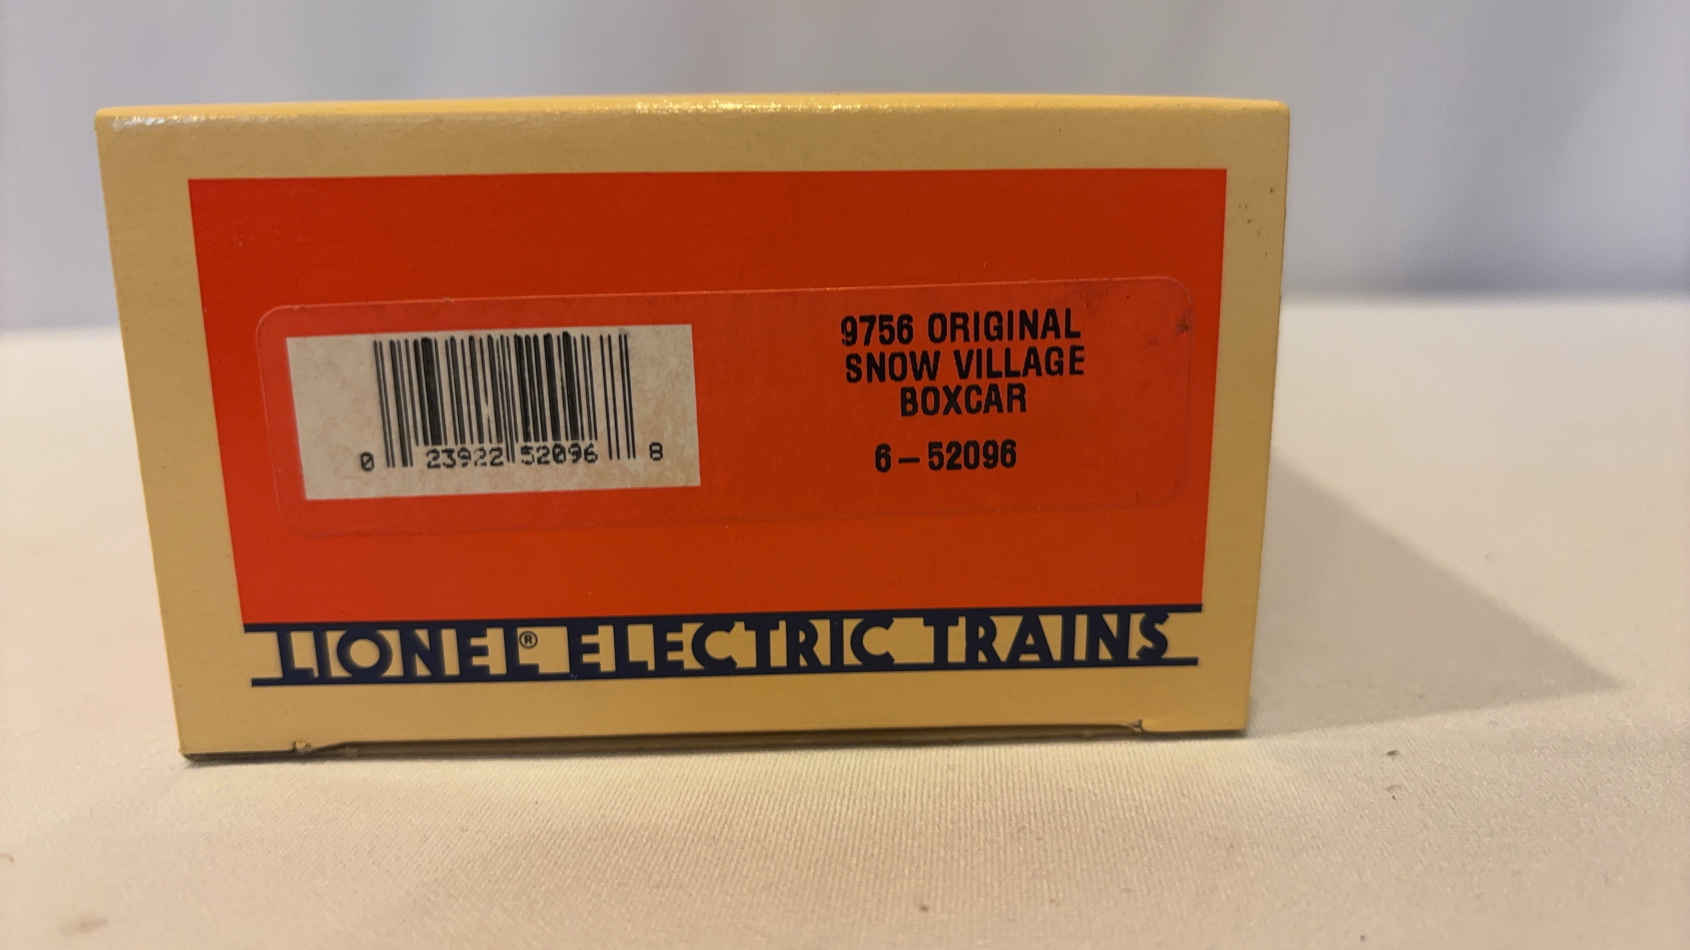 9756 ORIGINAL
SNOW VILLAGE
BOXCAR
6-52096
0 23922 52096 8
LIONEL® ELECTRIC TRAINS